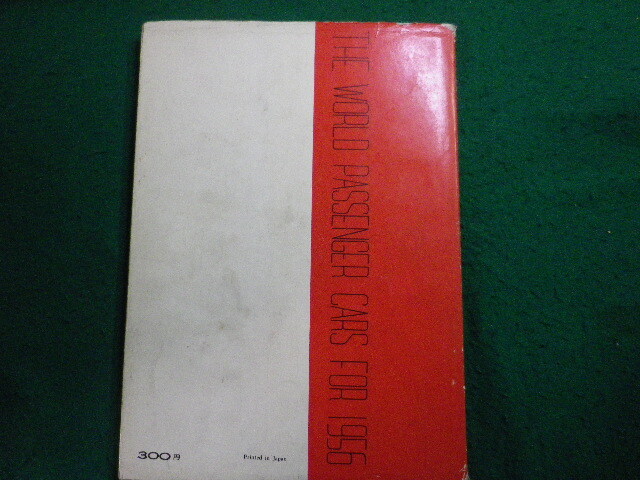 THE WORLD PASSENGER CARS FOR 1956
300円
Printed in Japan